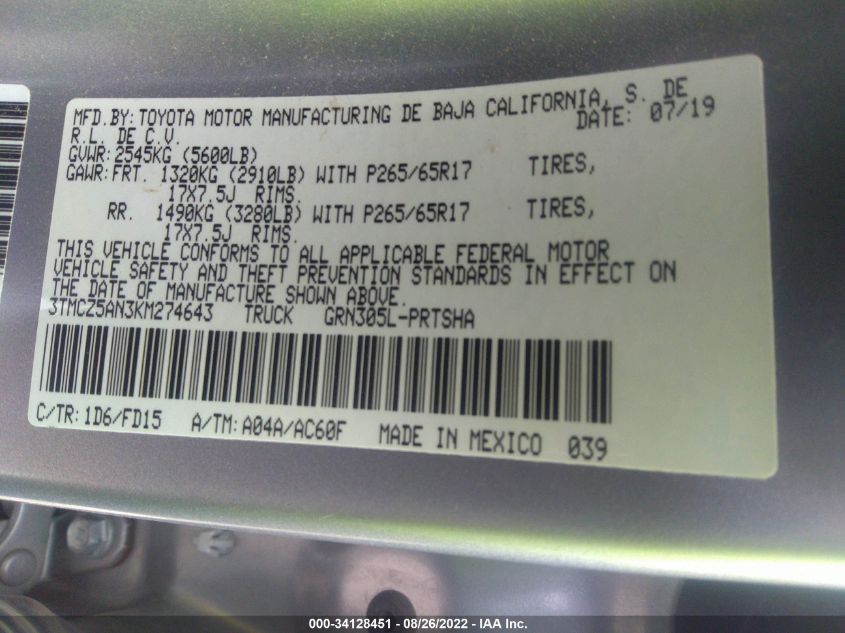 MFD.BY: TOYOTA MOTOR MANUFACTURING DE BAJA CALIFORNIA, S. DE
R.L. DE C.V. DATE: 07/19
GVWR: 2545KG (5600LB)
GAWR: FRT. 1320KG (2910LB) WITH P265/65R17 TIRES,
17X7.5J RIMS.
RR. 1490KG (3280LB) WITH P265/65R17 TIRES,
17X7.5J RIMS.
THIS VEHICLE CONFORMS TO ALL APPLICABLE FEDERAL MOTOR
VEHICLE SAFETY AND THEFT PREVENTION STANDARDS IN EFFECT ON
THE DATE OF MANUFACTURE SHOWN ABOVE.
3TMCZ5AN3KM274643 TRUCK GRN305L-PRTSHA
C/TR: 1D6/FD15 A/TM: A04A/AC60F MADE IN MEXICO 039
000-34128451 - 08/26/2022 - IAA Inc.